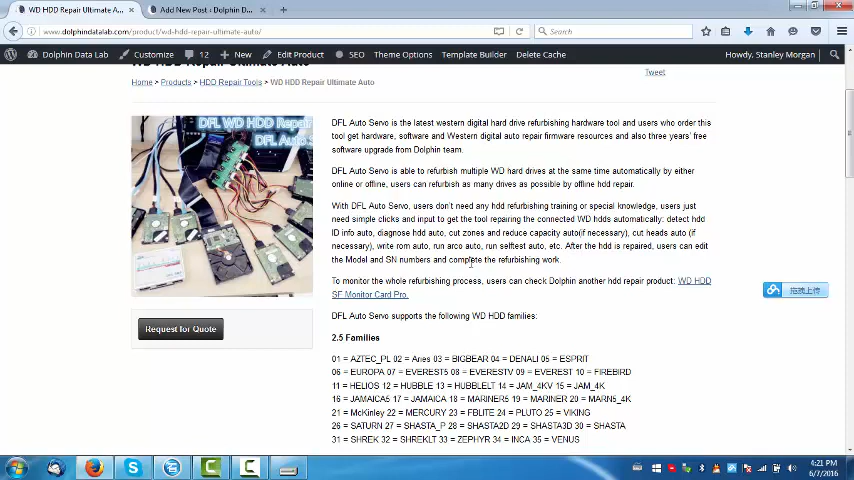 WD HDD Repair Ultimate A...
Add New Post ‹ Dolphin D...
www.dolphindatalab.com/product/wd-hdd-repair-ultimate-auto/
Search
Dolphin Data Lab Customize 12 New Edit Product SEO Theme Options Template Builder Delete Cache Howdy, Stanley Morgan
WD HDD Repair Ultimate Auto
Tweet
Home > Products > HDD Repair Tools > WD HDD Repair Ultimate Auto
DFL WD HDD Repair
DFL Auto Se
Request for Quote
DFL Auto Servo is the latest western digital hard drive refurbishing hardware tool and users who order this
tool get hardware, software and Western digital auto repair firmware resources and also three years' free
software upgrade from Dolphin team.
DFL Auto Servo is able to refurbish multiple WD hard drives at the same time automatically by either
online or offline, users can refurbish as many drives as possible by offline hdd repair.
With DFL Auto Servo, users don't need any hdd refurbishing training or special knowledge, users just
need simple clicks and input to get the tool repairing the connected WD hdds automatically: detect hdd
ID info auto, diagnose HDD auto, cut zones and reduce capacity auto(if necessary), cut heads auto (if
necessary), write rom auto, run arco auto, run selftest auto, etc. After the hdd is repaired, users can edit
the Model and SN numbers and complete the refurbishing work.
To monitor the whole refurbishing process, users can check Dolphin another hdd repair product: WD HDD
SF Monitor Card Pro.
DFL Auto Servo supports the following WD HDD families:
2.5 Families
01 = AZTEC_PL 02 = Aries 03 = BIGBEAR 04 = DENALI 05 = ESPRIT
06 = EUROPA 07 = EVEREST5 08 = EVERESTV 09 = EVEREST 10 = FIREBIRD
11 = HELIOS 12 = HUBBLE 13 = HUBBLELT 14 = JAM_4KV 15 = JAM_4K
16 = JAMAICA5 17 = JAMAICA 18 = MARINER5 19 = MARINER 20 = MARN5_4K
21 = McKinley 22 = MERCURY 23 = FBLITE 24 = PLUTO 25 = VIKING
26 = SATURN 27 = SHASTA_P 28 = SHASTA2D 29 = SHASTA3D 30 = SHASTA
31 = SHREK 32 = SHREKLT 33 = ZEPHYR 34 = INCA 35 = VENUS
拖拽上传
4:21 PM
6/7/2016